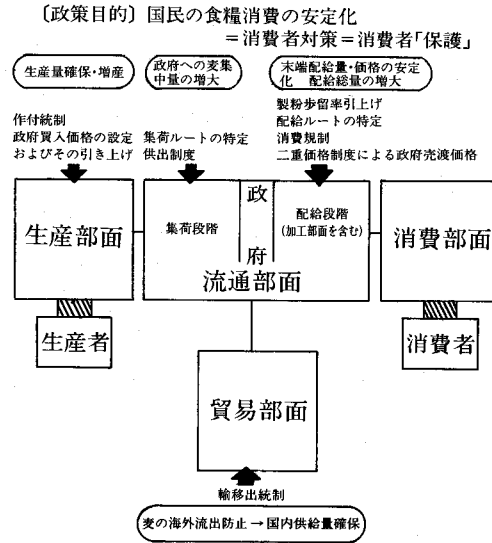 〔政策目的〕国民の食糧消費の安定化
＝消費者対策＝消費者「保護」
生産量確保・増産
政府への麦集
中量の増大
末端配給量・価格の安定
化　配給総量の増大
作付統制
政府買入価格の設定
およびその引き上げ
集荷ルートの特定
供出制度
製粉歩留率引上げ
配給ルートの特定
消費規制
二重価格制度による政府売渡価格
生産部面
集荷段階
政
府
配給段階
(加工部面を含む)
流通部面
消費部面
生産者
消費者
貿易部面
輸移出統制
麦の海外流出防止→国内供給量確保